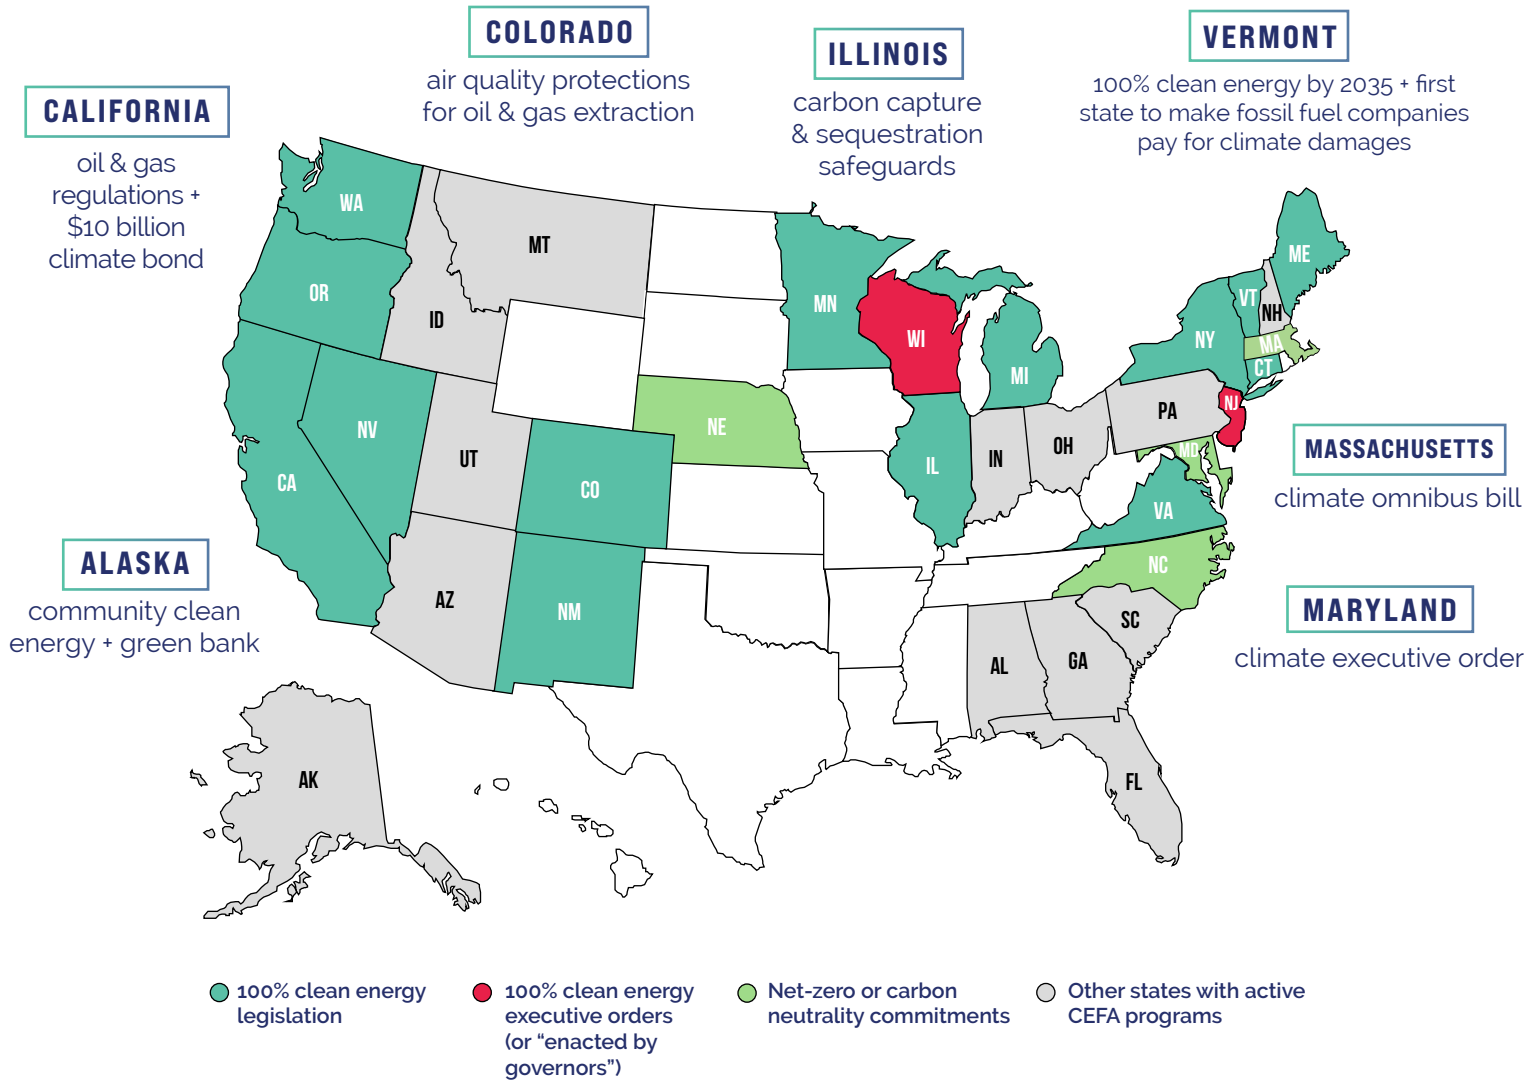 COLORADO
air quality protections
for oil & gas extraction
ILLINOIS
carbon capture
& sequestration
safeguards
VERMONT
100% clean energy by 2035 + first
state to make fossil fuel companies
pay for climate damages
CALIFORNIA
oil & gas
regulations +
$10 billion
climate bond
WA
MT
OR
ID
MN
WI
MI
ME
VT
NH
NY
MA
CT
NV
UT
CA
CO
NE
IL
IN
OH
PA
NJ
MD
VA
NC
AZ
NM
SC
AL
GA
FL
AK
MASSACHUSETTS
climate omnibus bill
ALASKA
community clean
energy + green bank
MARYLAND
climate executive order
100% clean energy
legislation
100% clean energy
executive orders
(or “enacted by
governors”)
Net-zero or carbon
neutrality commitments
Other states with active
CEFA programs